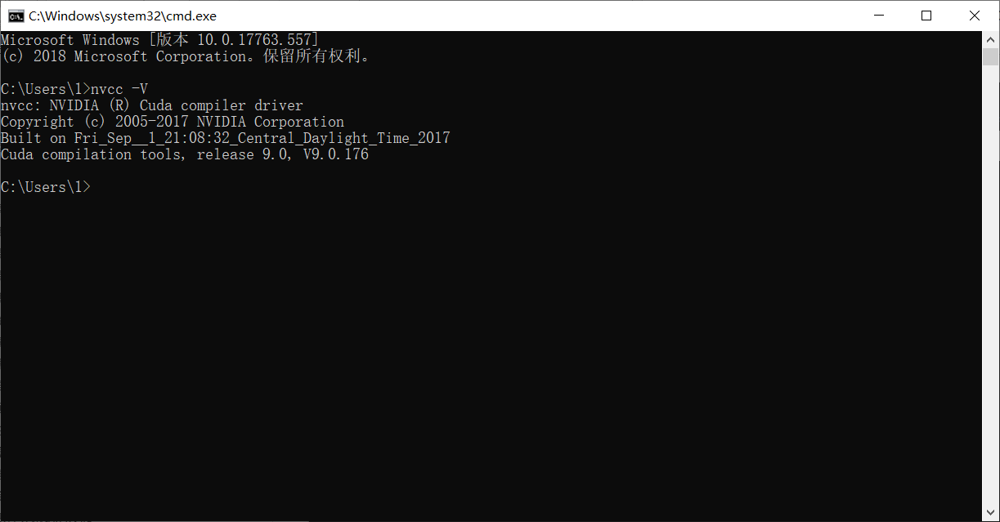 C:\Windows\system32\cmd.exe
Microsoft Windows [版本 10.0.17763.557]
(c) 2018 Microsoft Corporation。保留所有权利。
C:\Users\l>nvcc -V
nvcc: NVIDIA (R) Cuda compiler driver
Copyright (c) 2005-2017 NVIDIA Corporation
Built on Fri_Sep__1_21:08:32_Central_Daylight_Time_2017
Cuda compilation tools, release 9.0, V9.0.176
C:\Users\l>